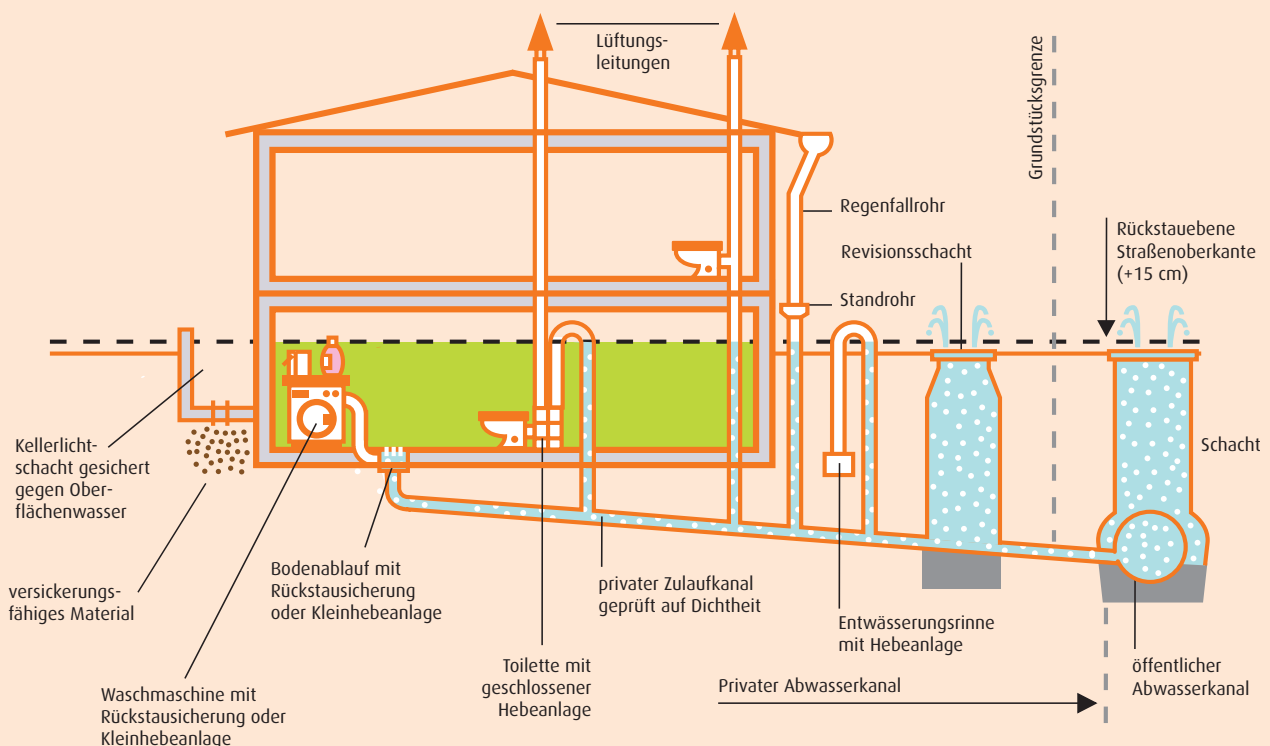 Lüftungs-
leitungen
Grundstücksgrenze
Regenfallrohr
Revisionsschacht
Rückstauebene
Straßenoberkante
(+15 cm)
Standrohr
Kellerlicht-
schacht gesichert
gegen Ober-
flächenwasser
Schacht
versickerungs-
fähiges Material
Bodenablauf mit
Rückstausicherung
oder Kleinhebeanlage
privater Zulaufkanal
geprüft auf Dichtheit
Entwässerungsrinne
mit Hebeanlage
Toilette mit
geschlossener
Hebeanlage
öffentlicher
Abwasserkanal
Privater Abwasserkanal
Waschmaschine mit
Rückstausicherung oder
Kleinhebeanlage